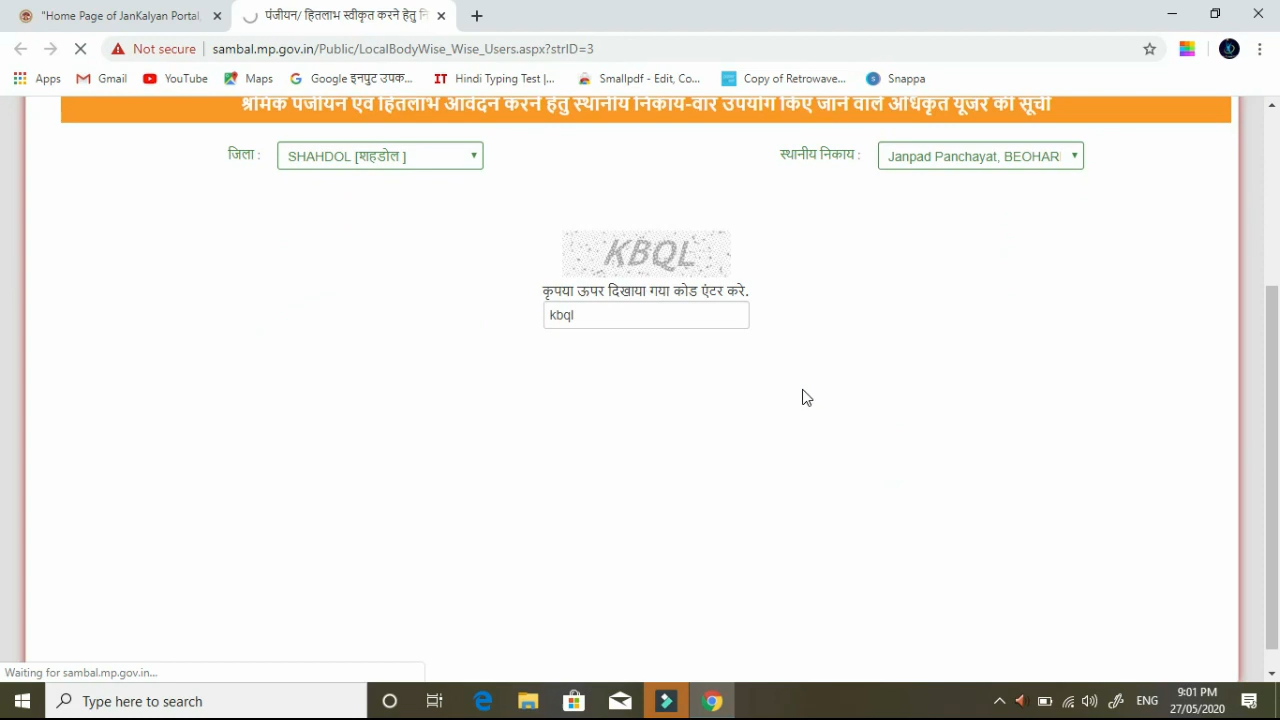 "Home Page of JanKalyan Portal,
पंजीयन/ हितलाभ स्वीकृत करने हेतु नि
Not secure
sambal.mp.gov.in/Public/LocalBodyWise_Wise_Users.aspx?strID=3
Apps
Gmail
YouTube
Maps
Google इनपुट उपक...
IT Hindi Typing Test |...
Smallpdf - Edit, Co...
Copy of Retrowave...
Snappa
श्रमिक पंजीयन एवं हितलाभ आवेदन करने हेतु स्थानीय निकाय-वार उपयोग किए जाने वाले अधिकृत यूजर की सूची
जिला :
SHAHDOL [शहडोल ]
स्थानीय निकाय :
Janpad Panchayat, BEOHAR
KBQL
कृपया ऊपर दिखाया गया कोड एंटर करे.
kbql
Waiting for sambal.mp.gov.in...
Type here to search
ENG
9:01 PM
27/05/2020